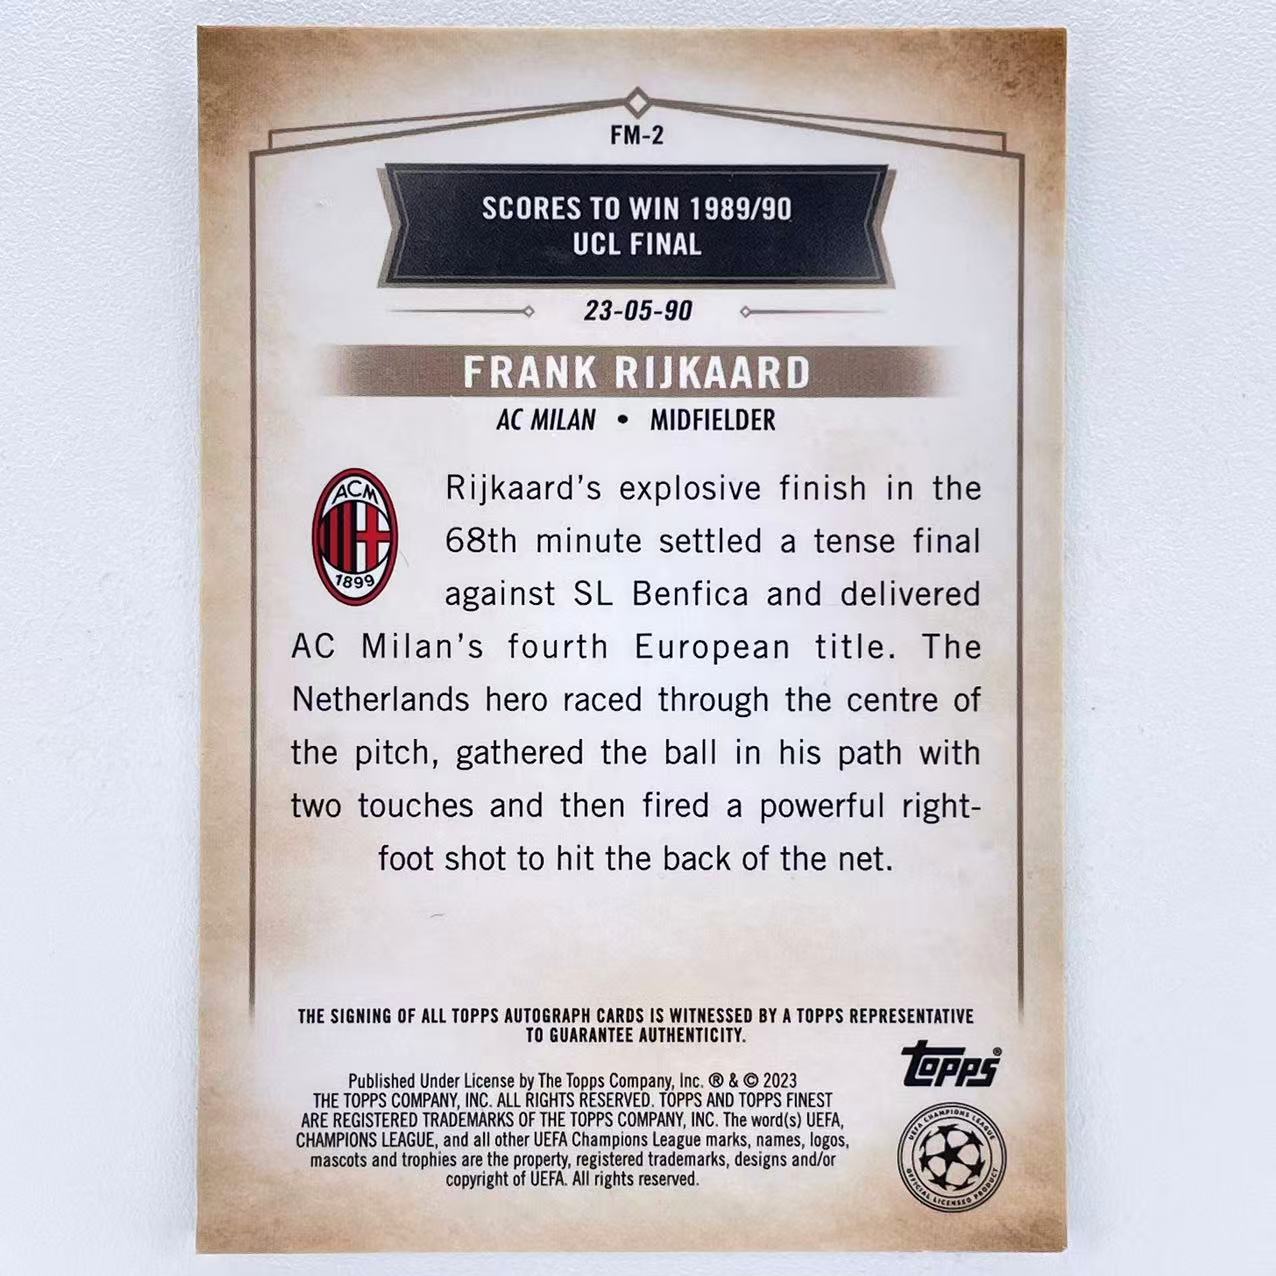 FM-2
SCORES TO WIN 1989/90
UCL FINAL
23-05-90
FRANK RIJKAARD
AC MILAN • MIDFIELDER
ACM
1899
Rijkaard's explosive finish in the
68th minute settled a tense final
against SL Benfica and delivered
AC Milan's fourth European title. The
Netherlands hero raced through the centre of
the pitch, gathered the ball in his path with
two touches and then fired a powerful right-
foot shot to hit the back of the net.
THE SIGNING OF ALL TOPPS AUTOGRAPH CARDS IS WITNESSED BY A TOPPS REPRESENTATIVE
TO GUARANTEE AUTHENTICITY.
topps®
Published Under License by The Topps Company, Inc. ® & © 2023
THE TOPPS COMPANY, INC. ALL RIGHTS RESERVED. TOPPS AND TOPPS FINEST
ARE REGISTERED TRADEMARKS OF THE TOPPS COMPANY, INC. The word(s) UEFA,
CHAMPIONS LEAGUE, and all other UEFA Champions League marks, names, logos,
mascots and trophies are the property, registered trademarks, designs and/or
copyright of UEFA. All rights reserved.
UEFA CHAMPIONS LEAGUE
OFFICIAL LICENSED PRODUCT